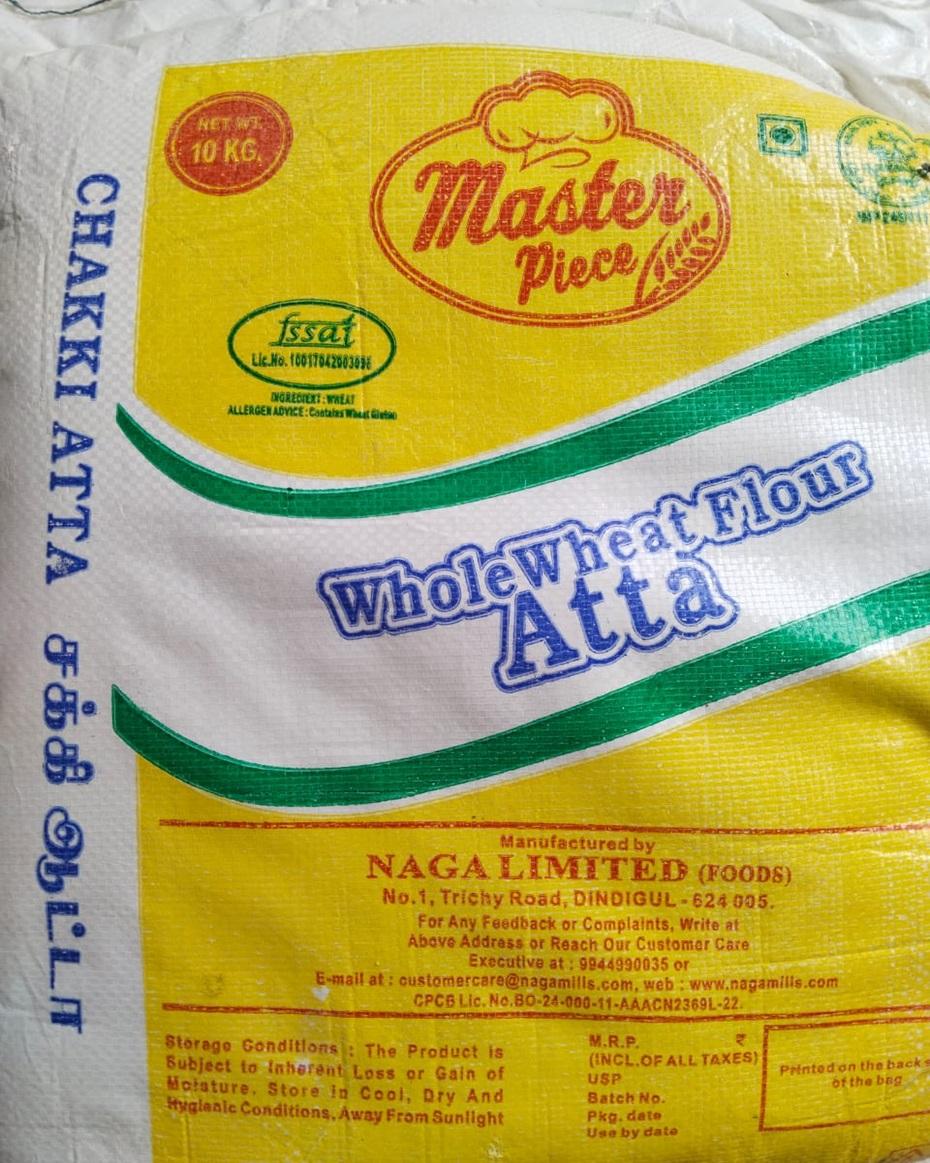 NET WT.
10 KG.
Master
Piece
fssai
Lic.No. 10017042003098
INGREDIENT : WHEAT
ALLERGEN ADVICE : Contains Wheat Gluten
CHAKKI ATTA சக்கி ஆட்டா
WholeWheat Flour
Atta
Manufactured by
NAGA LIMITED (FOODS)
No.1, Trichy Road, DINDIGUL - 624 005.
For Any Feedback or Complaints, Write at
Above Address or Reach Our Customer Care
Executive at : 9944990035 or
E-mail at : customercare@nagamills.com, web : www.nagamills.com
CPCB Lic. No.BO-24-000-11-AAACN2369L-22.
Storage Conditions : The Product is
Subject to Inherent Loss or Gain of
Moisture, Store in Cool, Dry And
Hygienic Conditions, Away From Sunlight
M.R.P. ₹
(INCL.OF ALL TAXES)
USP
Batch No.
Pkg. date
Use by date
Printed on the back s
of the bag